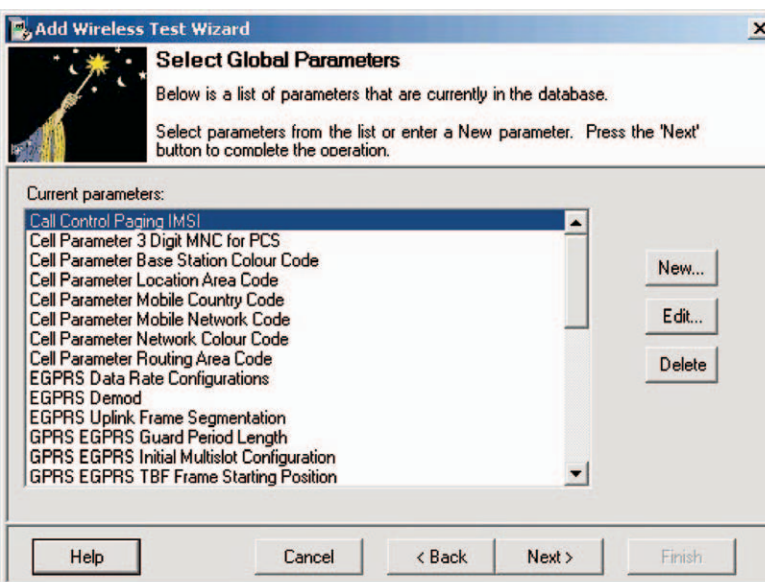 Add Wireless Test Wizard
Select Global Parameters
Below is a list of parameters that are currently in the database.
Select parameters from the list or enter a New parameter. Press the 'Next'
button to complete the operation.
Current parameters:
Call Control Paging IMSI
Cell Parameter 3 Digit MNC for PCS
Cell Parameter Base Station Colour Code
Cell Parameter Location Area Code
Cell Parameter Mobile Country Code
Cell Parameter Mobile Network Code
Cell Parameter Network Colour Code
Cell Parameter Routing Area Code
EGPRS Data Rate Configurations
EGPRS Demod
EGPRS Uplink Frame Segmentation
GPRS EGPRS Guard Period Length
GPRS EGPRS Initial Multislot Configuration
GPRS EGPRS TBF Frame Starting Position
New...
Edit...
Delete
Help
Cancel
< Back
Next >
Finish